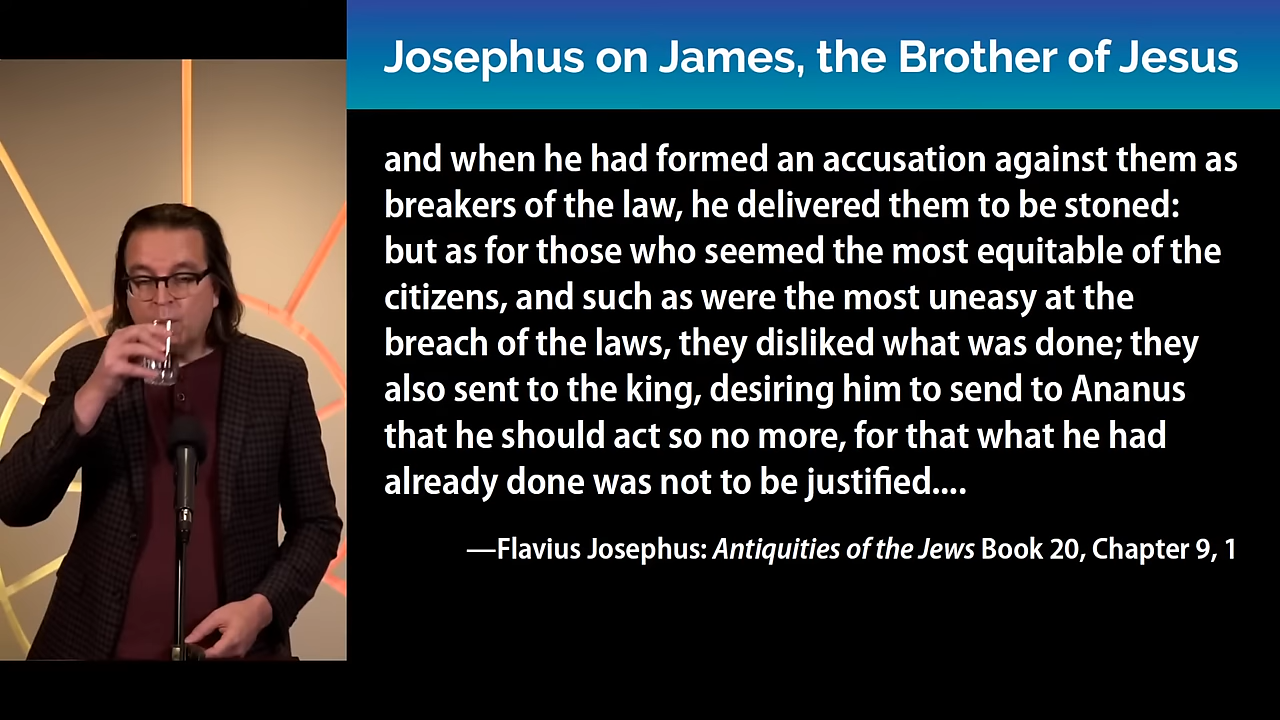 Josephus on James, the Brother of Jesus
and when he had formed an accusation against them as
breakers of the law, he delivered them to be stoned:
but as for those who seemed the most equitable of the
citizens, and such as were the most uneasy at the
breach of the laws, they disliked what was done; they
also sent to the king, desiring him to send to Ananus
that he should act so no more, for that what he had
already done was not to be justified....
—Flavius Josephus: Antiquities of the Jews Book 20, Chapter 9, 1